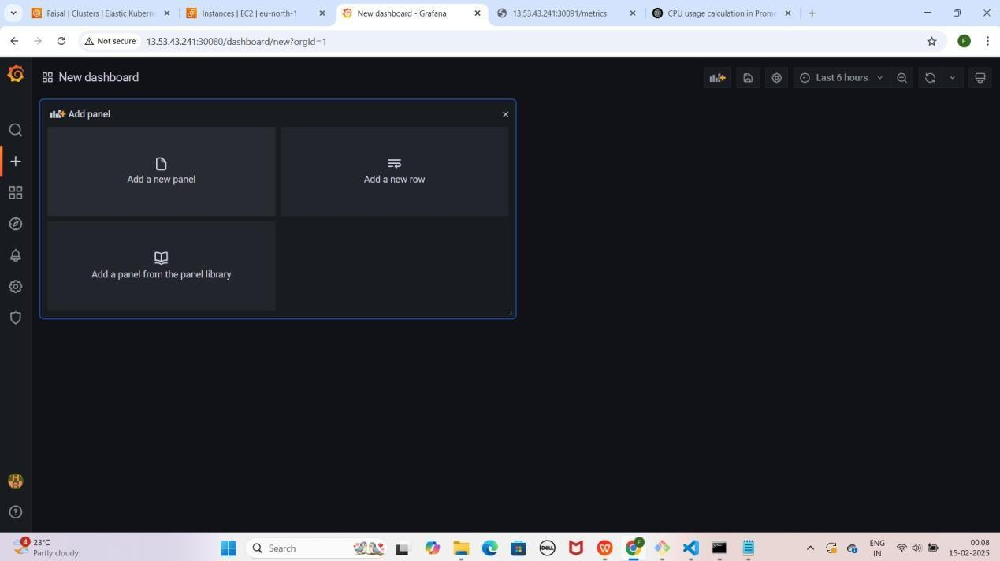 Faisal | Clusters | Elastic Kubern
Instances | EC2 | eu-north-1
New dashboard - Grafana
13.53.43.241:30091/metrics
CPU usage calculation in Prome
Not secure
13.53.43.241:30080/dashboard/new?orgId=1
F
New dashboard
Last 6 hours
Add panel
Add a new panel
Add a new row
Add a panel from the panel library
4
23°C
Partly cloudy
Search
DELL
F
ENG
IN
00:08
15-02-2025